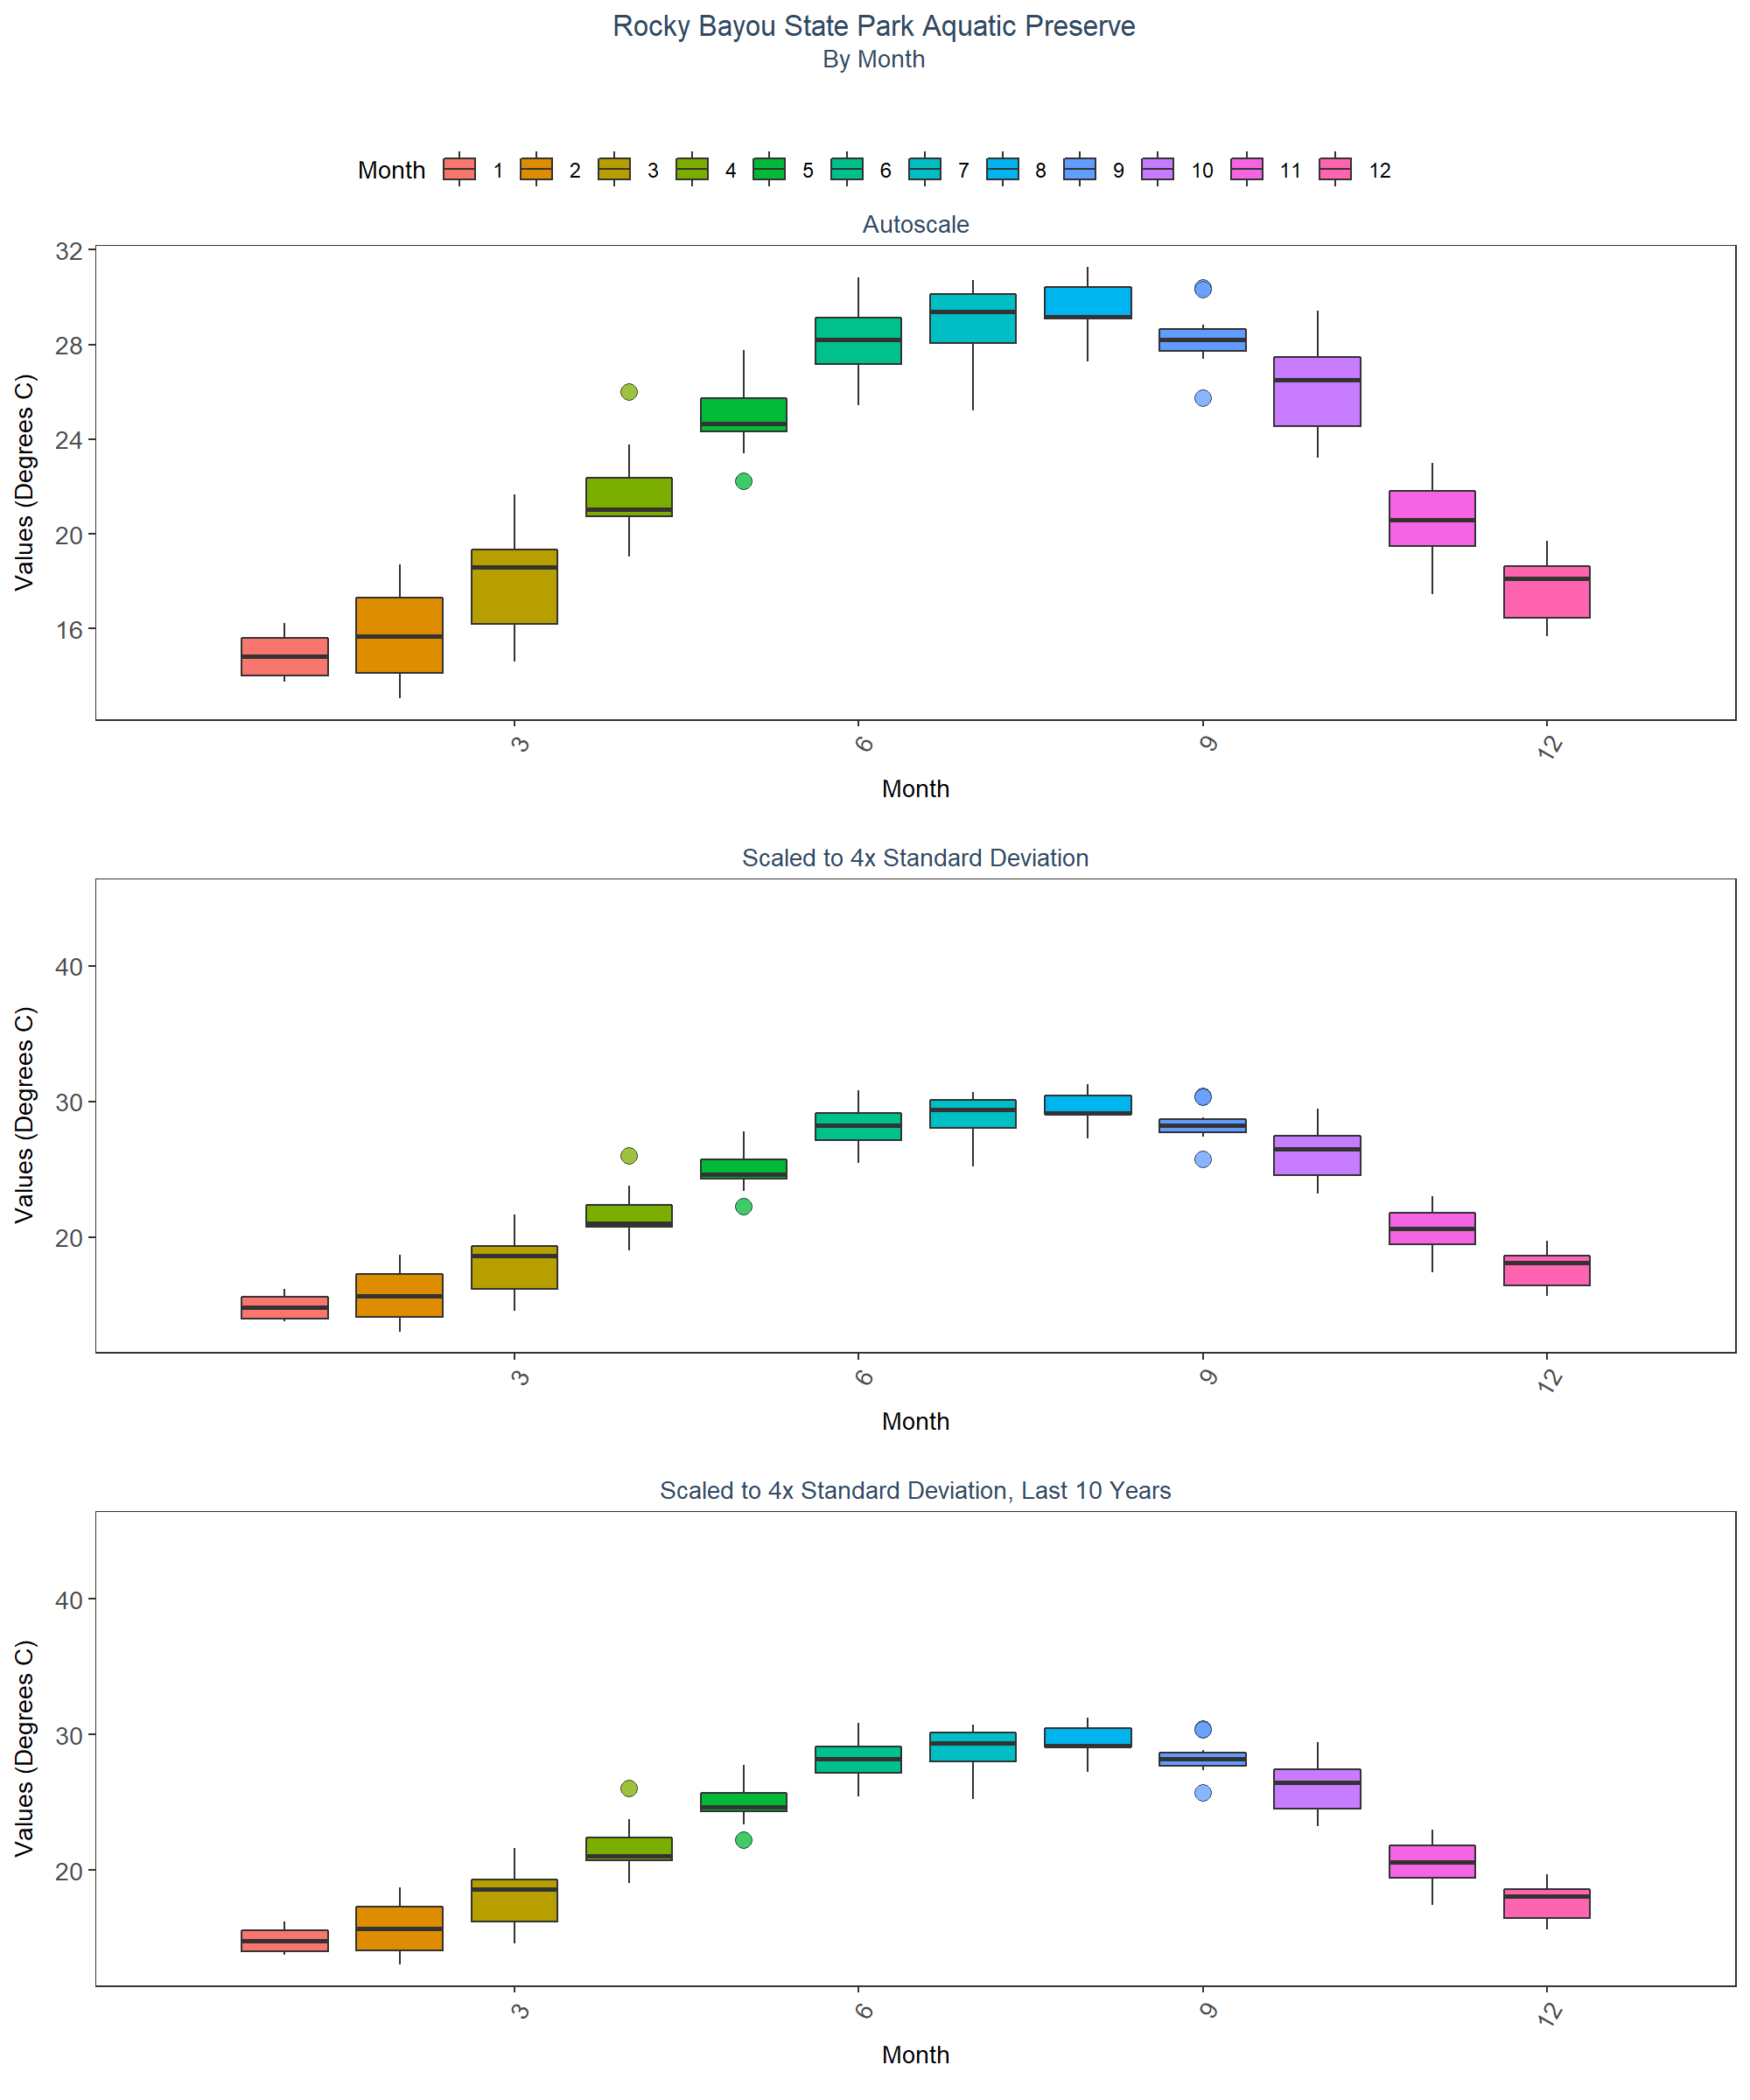 Rocky Bayou State Park Aquatic Preserve
By Month
Month 1 2 3 4 5 6 7 8 9 10 11 12
Autoscale
Values (Degrees C)
32
28
24
20
16
3 6 9 12
Month
Scaled to 4x Standard Deviation
Values (Degrees C)
40
30
20
3 6 9 12
Month
Scaled to 4x Standard Deviation, Last 10 Years
Values (Degrees C)
40
30
20
3 6 9 12
Month